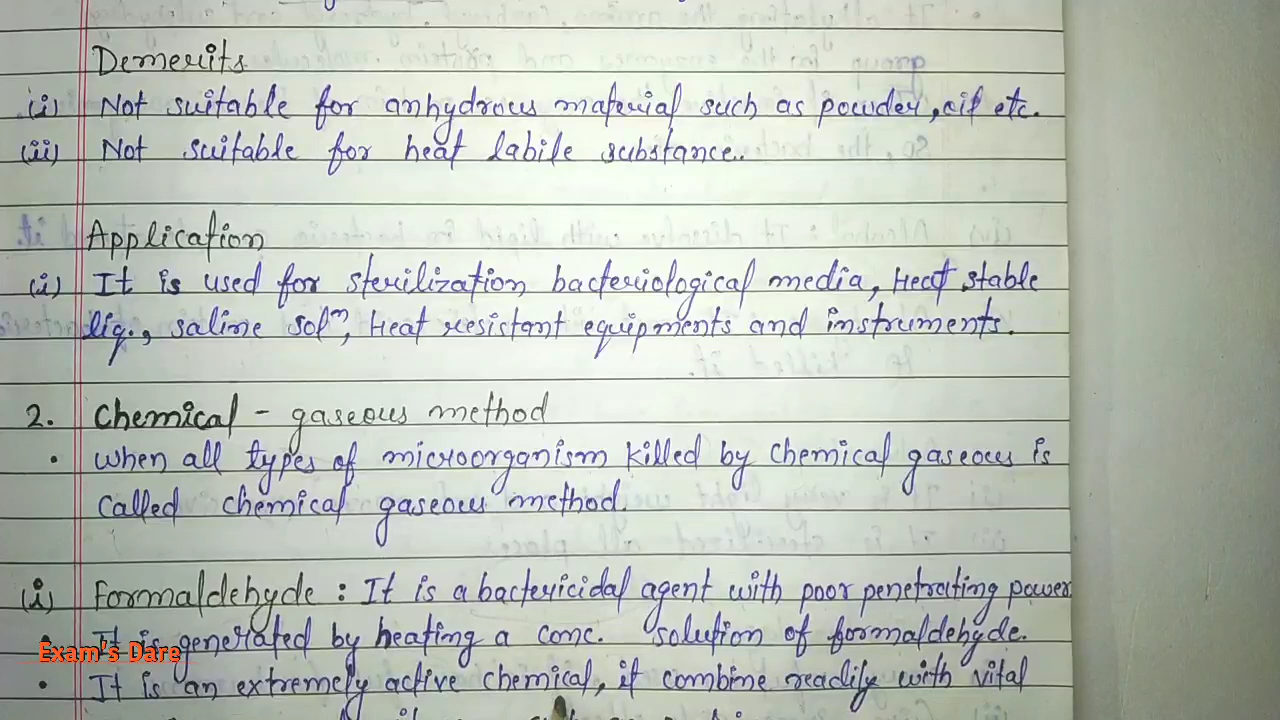 Demerits
(i) Not suitable for anhydrous material such as powder, oil etc.
(ii) Not suitable for heat labile substance.
Application
(i) It is used for sterilization bacteriological media, Heat stable
liq., saline solⁿ, Heat resistant equipments and instruments.
2. Chemical - gaseous method
• When all types of microorganism killed by chemical gaseous is
called chemical gaseous method.
(i) Formaldehyde : It is a bactericidal agent with poor penetrating power
• It is generated by heating a conc. solution of formaldehyde.
Exam's Dare
• It is an extremely active chemical, it combine readily with vital